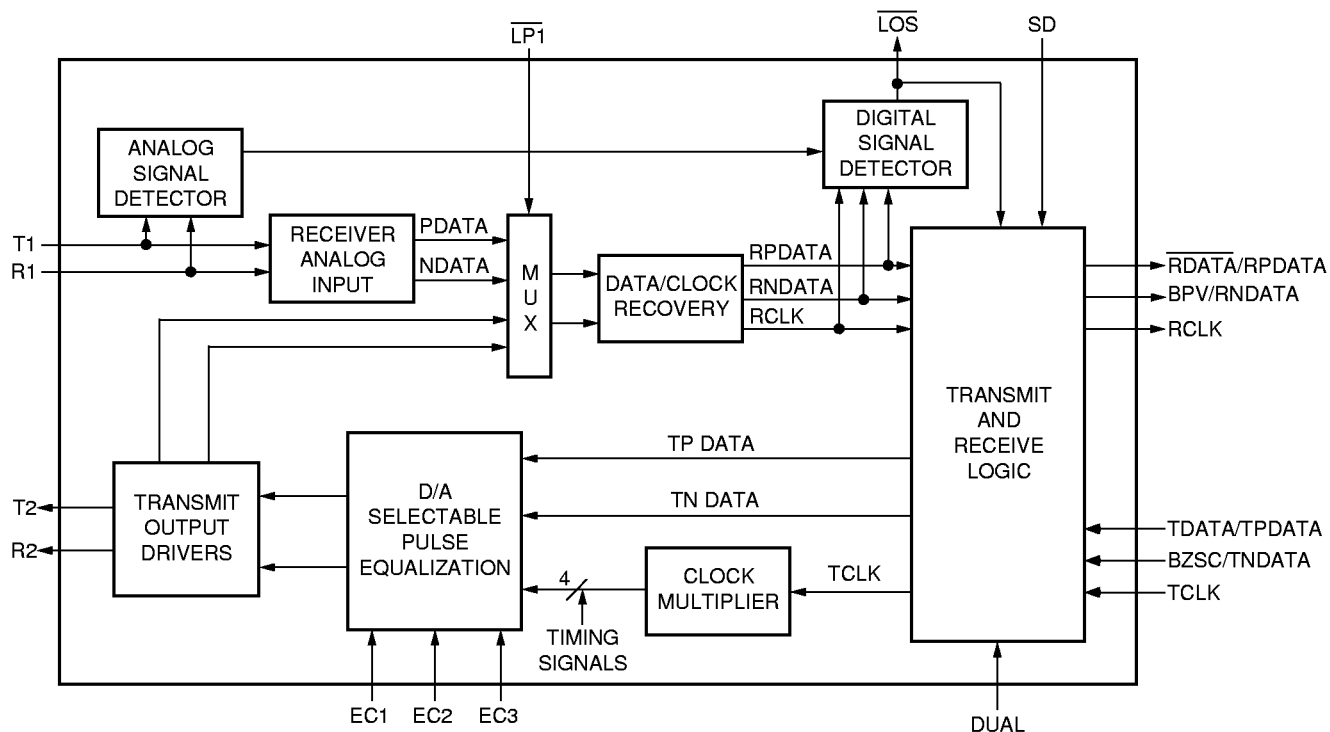 LP1
LOS
SD
ANALOG
SIGNAL
DETECTOR
DIGITAL
SIGNAL
DETECTOR
T1
R1
RECEIVER
ANALOG
INPUT
PDATA
NDATA
M
U
X
DATA/CLOCK
RECOVERY
RPDATA
RNDATA
RCLK
RDATA/RPDATA
BPV/RNDATA
RCLK
TRANSMIT
AND
RECEIVE
LOGIC
T2
R2
TRANSMIT
OUTPUT
DRIVERS
D/A
SELECTABLE
PULSE
EQUALIZATION
TP DATA
TN DATA
4
TIMING
SIGNALS
CLOCK
MULTIPLIER
TCLK
TDATA/TPDATA
BZSC/TNDATA
TCLK
EC1
EC2
EC3
DUAL